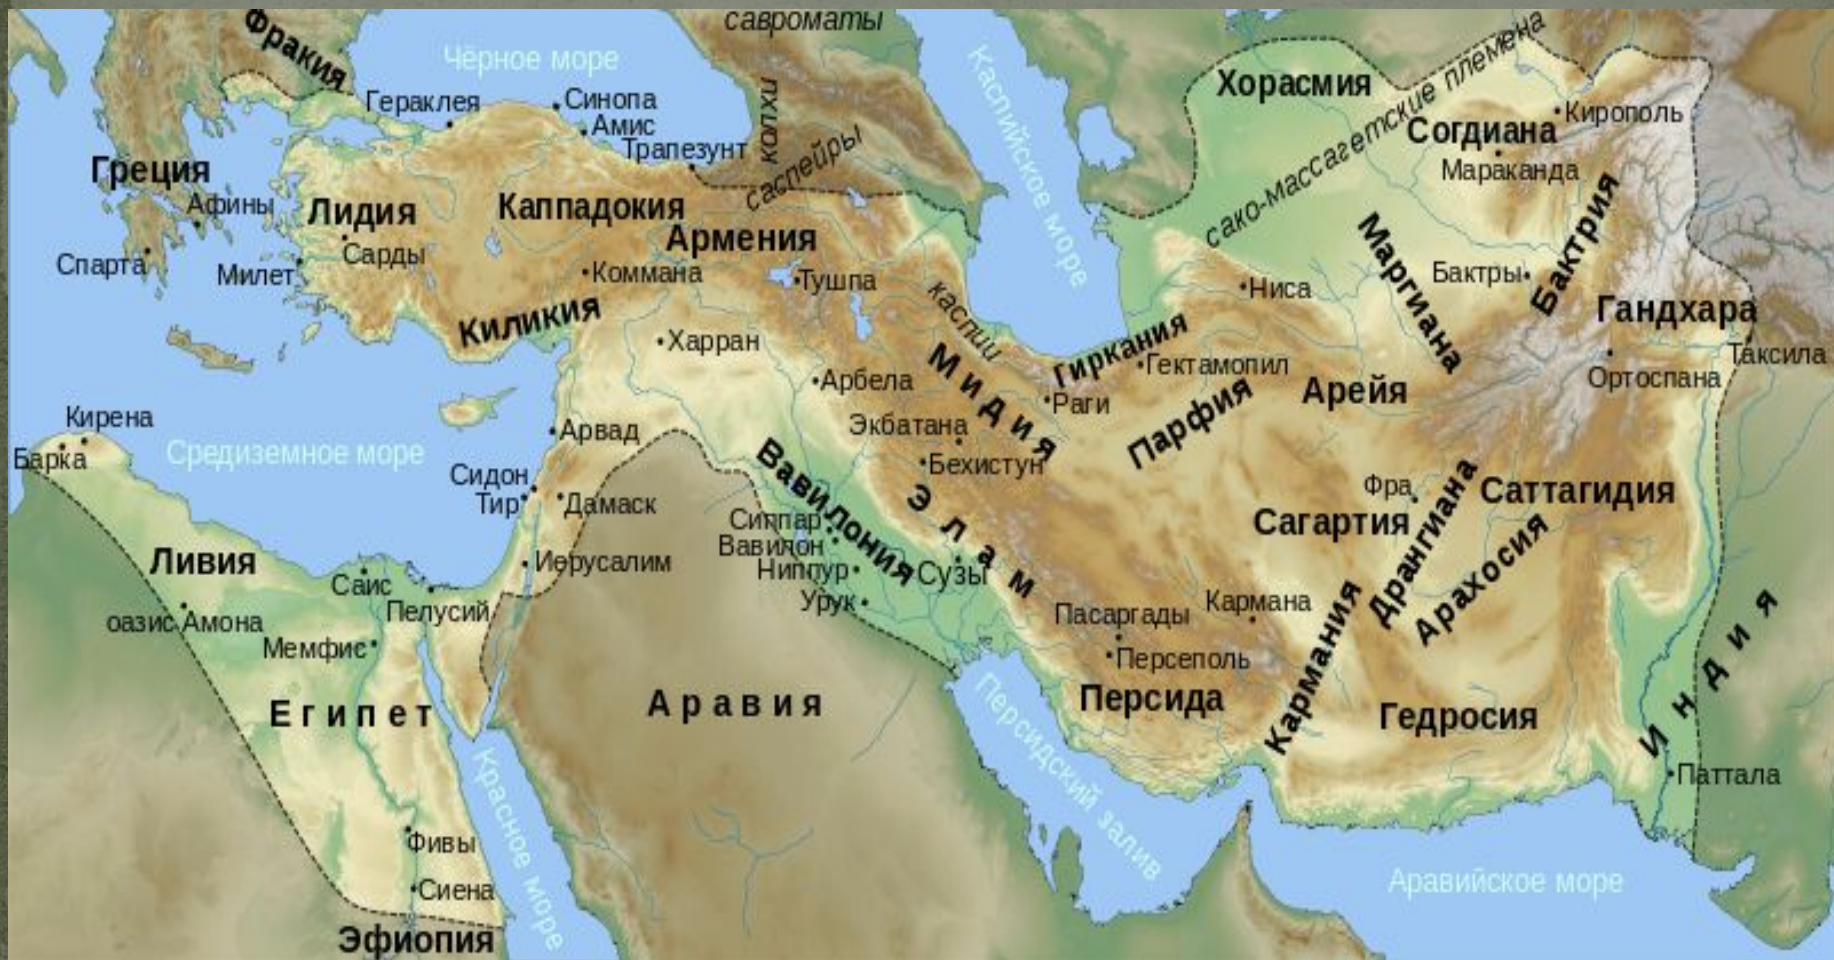 Фракия
савроматы
Чёрное море
Каспийское море
Хорасмия
сако-массагетские племена
Гераклея
Синопа
Амис
Трапезунт
колхи
саспейры
Согдиана
Кирополь
Мараканда
Греция
Афины
Спарта
Лидия
Сарды
Милет
Каппадокия
Армения
Коммана
Тушпа
Киликия
каспии
Ниса
Маргиана
Бактры
Бактрия
Гандхара
Таксила
Ортоспана
Харран
Арбела
Мидия
Гиркания
Гектамопил
Раги
Парфия
Арейя
Кирена
Барка
Средиземное море
Арвад
Сидон
Тир
Дамаск
Экбатана
Бехистун
Вавилония
Элам
Фра
Саттагидия
Сагартия
Дрангиана
Арахосия
Сиппар
Вавилон
Ниппур
Урук
Сузы
Ливия
Саис
Пелусий
Иерусалим
оазис Амона
Мемфис
Египет
Аравия
Пасаргады
Персеполь
Персида
Кармана
Кармания
Гедросия
Индия
Паттала
Персидский залив
Красное море
Фивы
Сиена
Эфиопия
Аравийское море